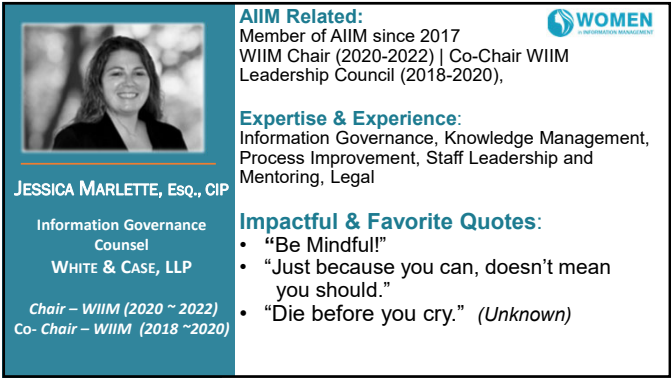 JESSICA MARLETTE, ESQ., CIP
Information Governance
Counsel
WHITE & CASE, LLP
Chair – WIIM (2020 ~ 2022)
Co- Chair – WIIM (2018 ~2020)
AIIM Related:
Member of AIIM since 2017
WIIM Chair (2020-2022) | Co-Chair WIIM
Leadership Council (2018-2020),
WOMEN
IN INFORMATION MANAGEMENT
Expertise & Experience:
Information Governance, Knowledge Management,
Process Improvement, Staff Leadership and
Mentoring, Legal
Impactful & Favorite Quotes:
• “Be Mindful!”
• “Just because you can, doesn’t mean
you should.”
• “Die before you cry.” (Unknown)